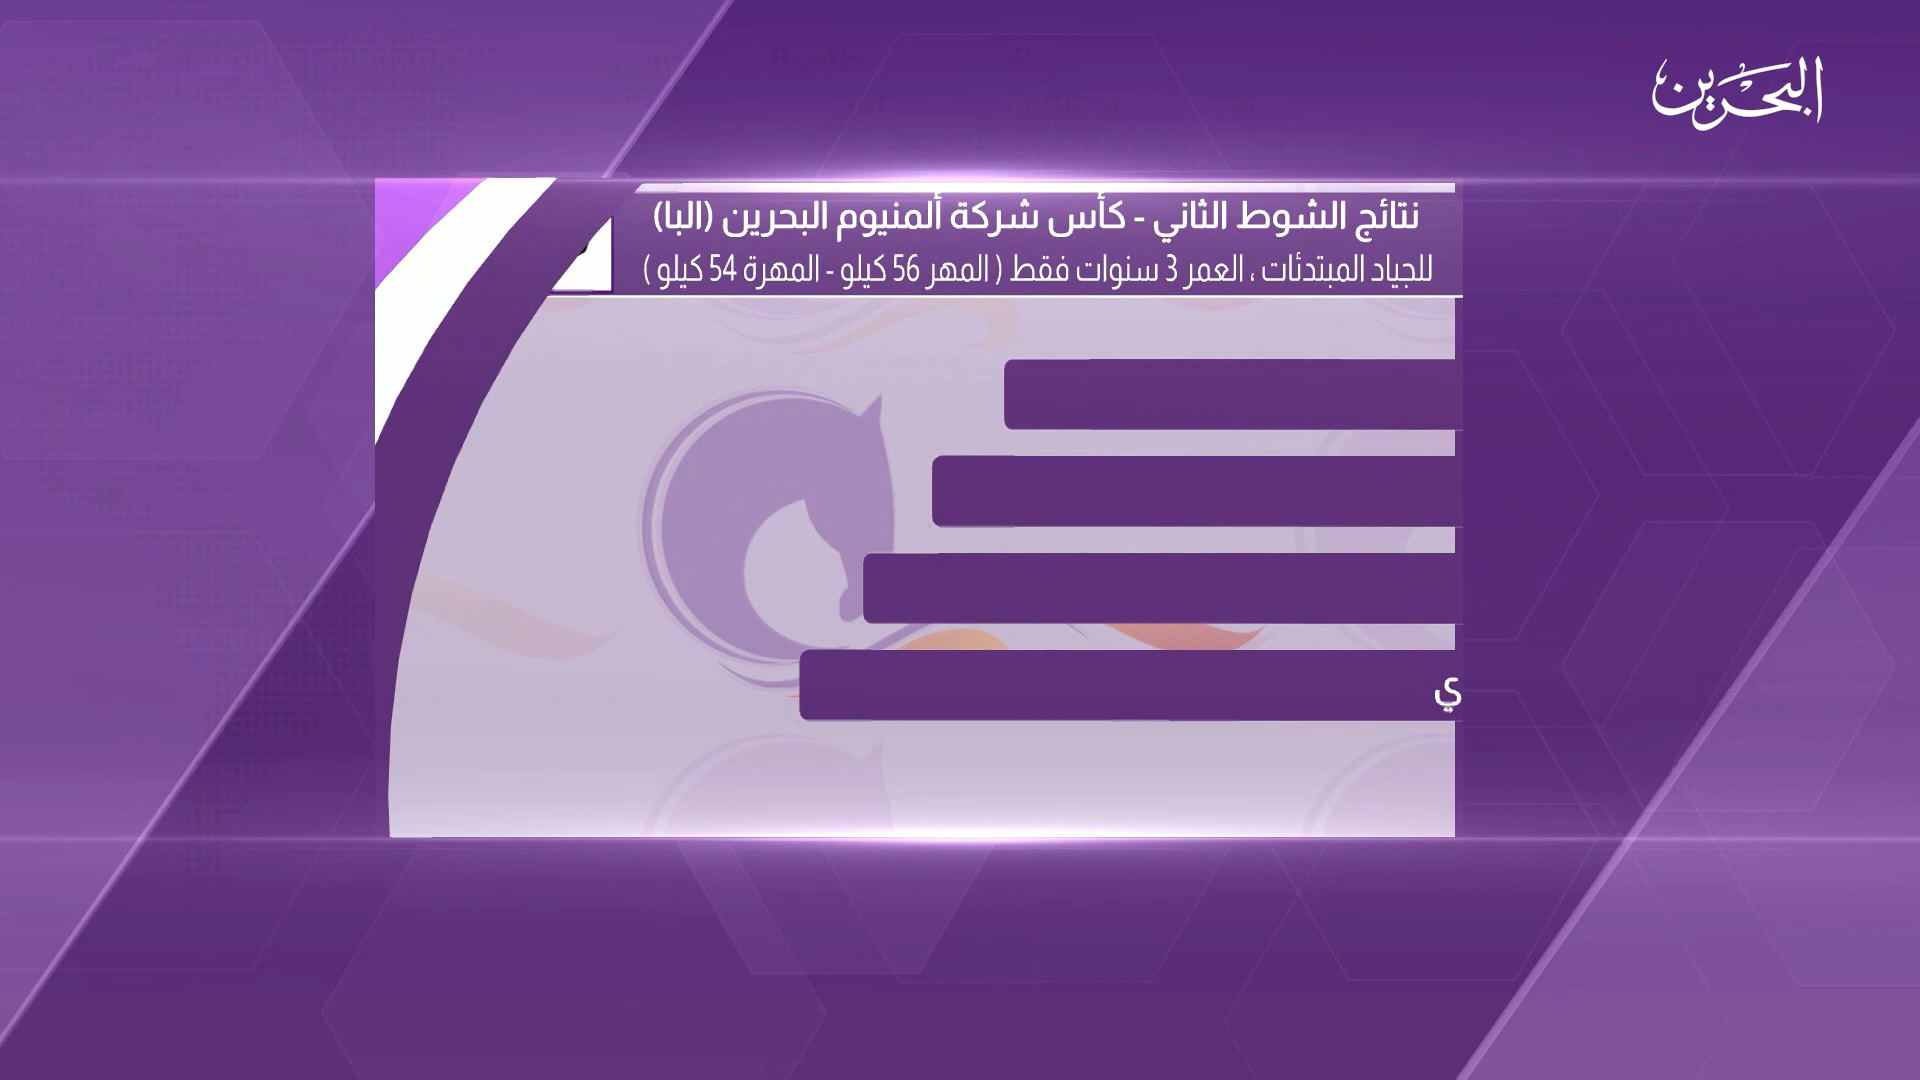 البحرين
نتائج الشوط الثاني - كأس شركة ألمنيوم البحرين (البا)
للجياد المبتدئات ، العمر 3 سنوات فقط ( المهر 56 كيلو - المهرة 54 كيلو )
ي